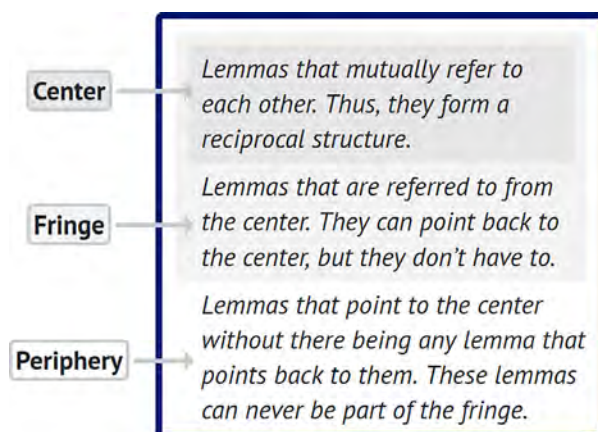 Center
Lemmas that mutually refer to
each other. Thus, they form a
reciprocal structure.
Fringe
Lemmas that are referred to from
the center. They can point back to
the center, but they don’t have to.
Periphery
Lemmas that point to the center
without there being any lemma that
points back to them. These lemmas
can never be part of the fringe.